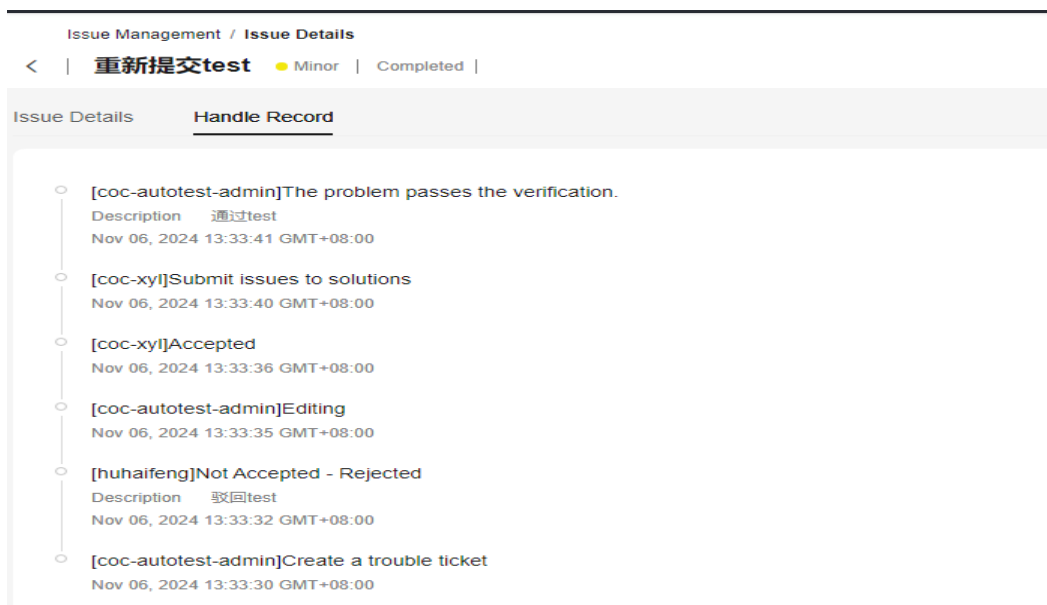 Issue Management / Issue Details
< | 重新提交test Minor | Completed |
Issue Details Handle Record
[coc-autotest-admin]The problem passes the verification.
Description 通过test
Nov 06, 2024 13:33:41 GMT+08:00
[coc-xyl]Submit issues to solutions
Nov 06, 2024 13:33:40 GMT+08:00
[coc-xyl]Accepted
Nov 06, 2024 13:33:36 GMT+08:00
[coc-autotest-admin]Editing
Nov 06, 2024 13:33:35 GMT+08:00
[huhaifeng]Not Accepted - Rejected
Description 驳回test
Nov 06, 2024 13:33:32 GMT+08:00
[coc-autotest-admin]Create a trouble ticket
Nov 06, 2024 13:33:30 GMT+08:00